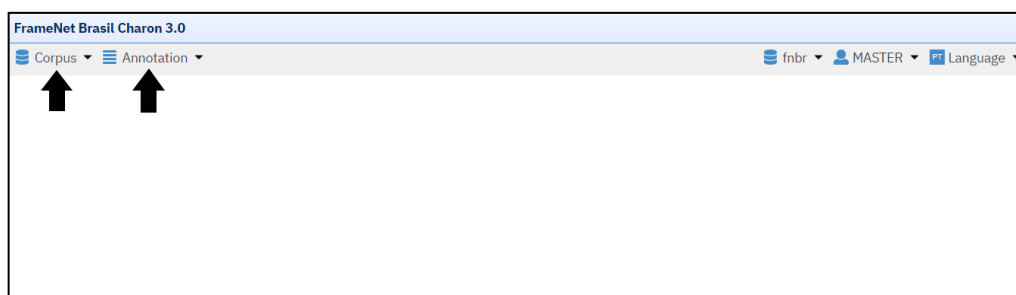 FrameNet Brasil Charon 3.0
Corpus Annotation fnbr MASTER PT Language